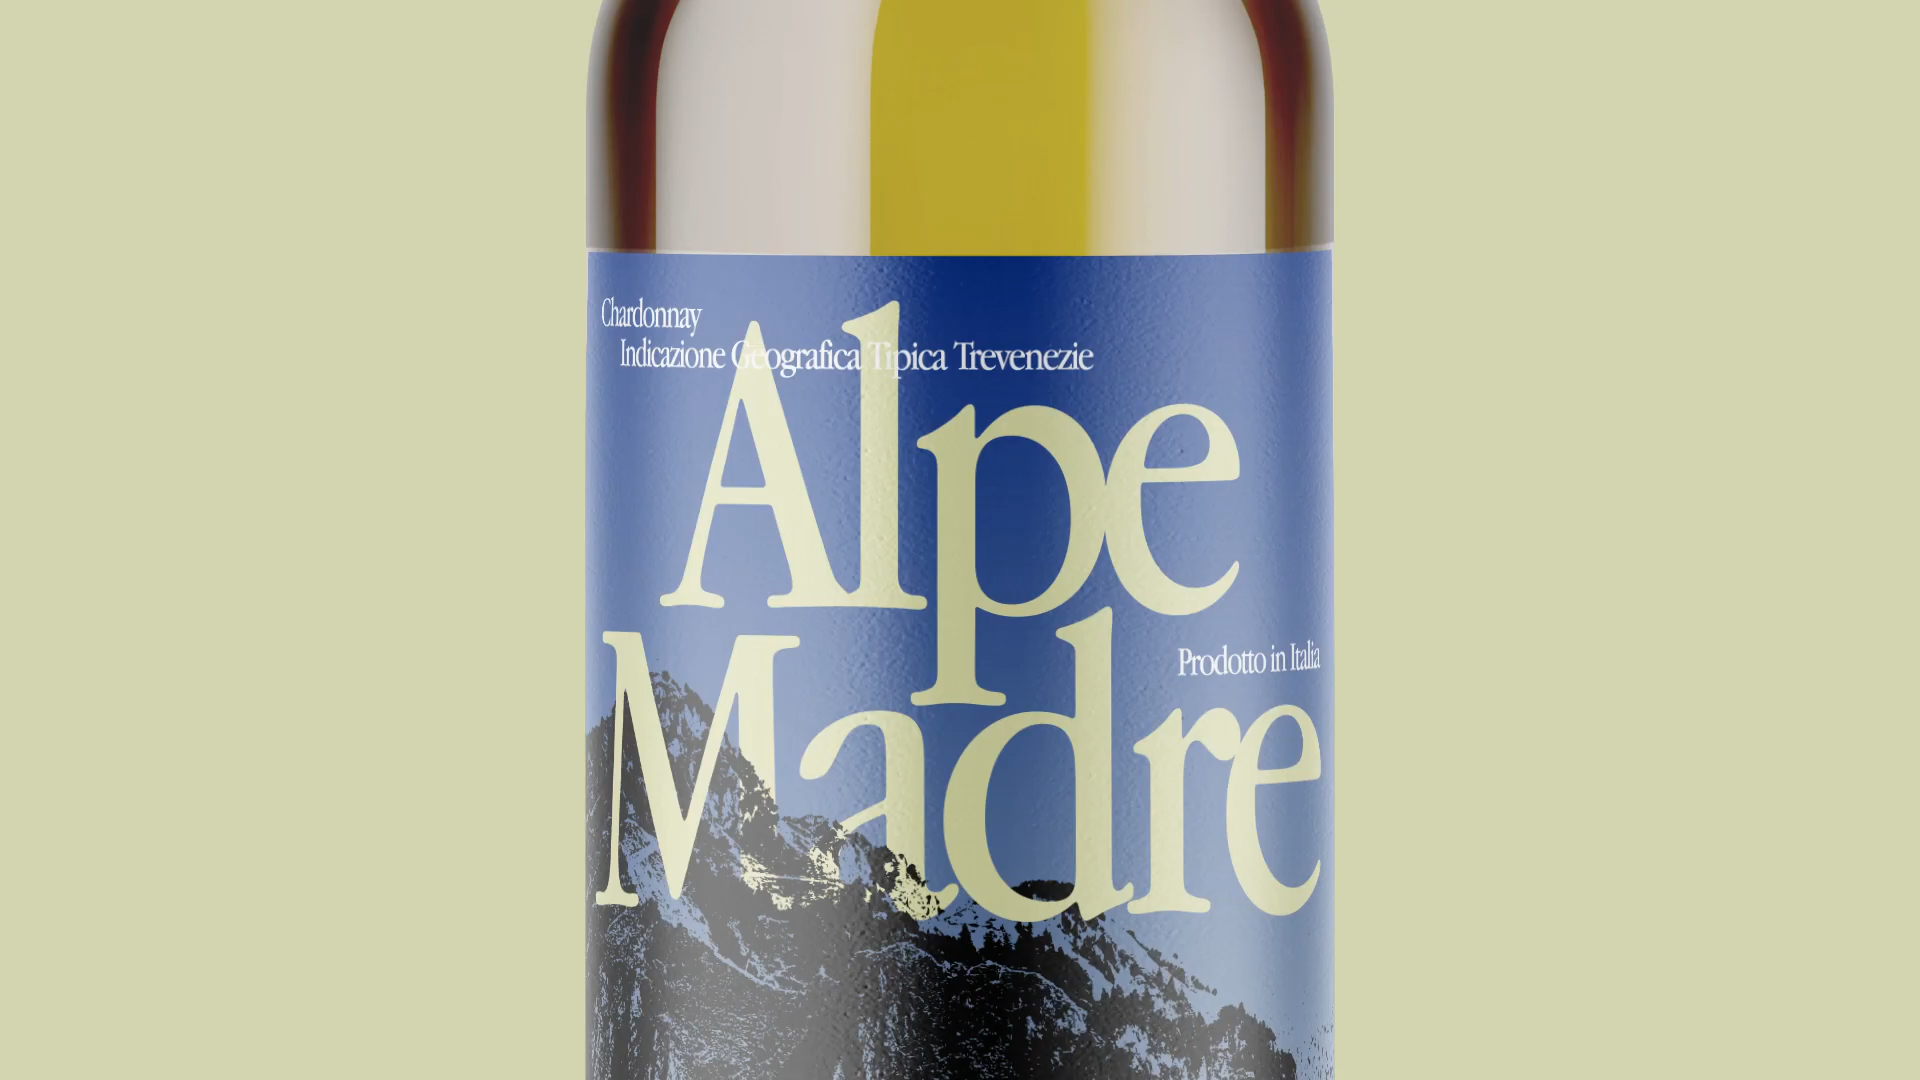 Chardonnay
Indicazione Geografica Tipica Trevenezie
Alpe
Prodotto in Italia
Madre